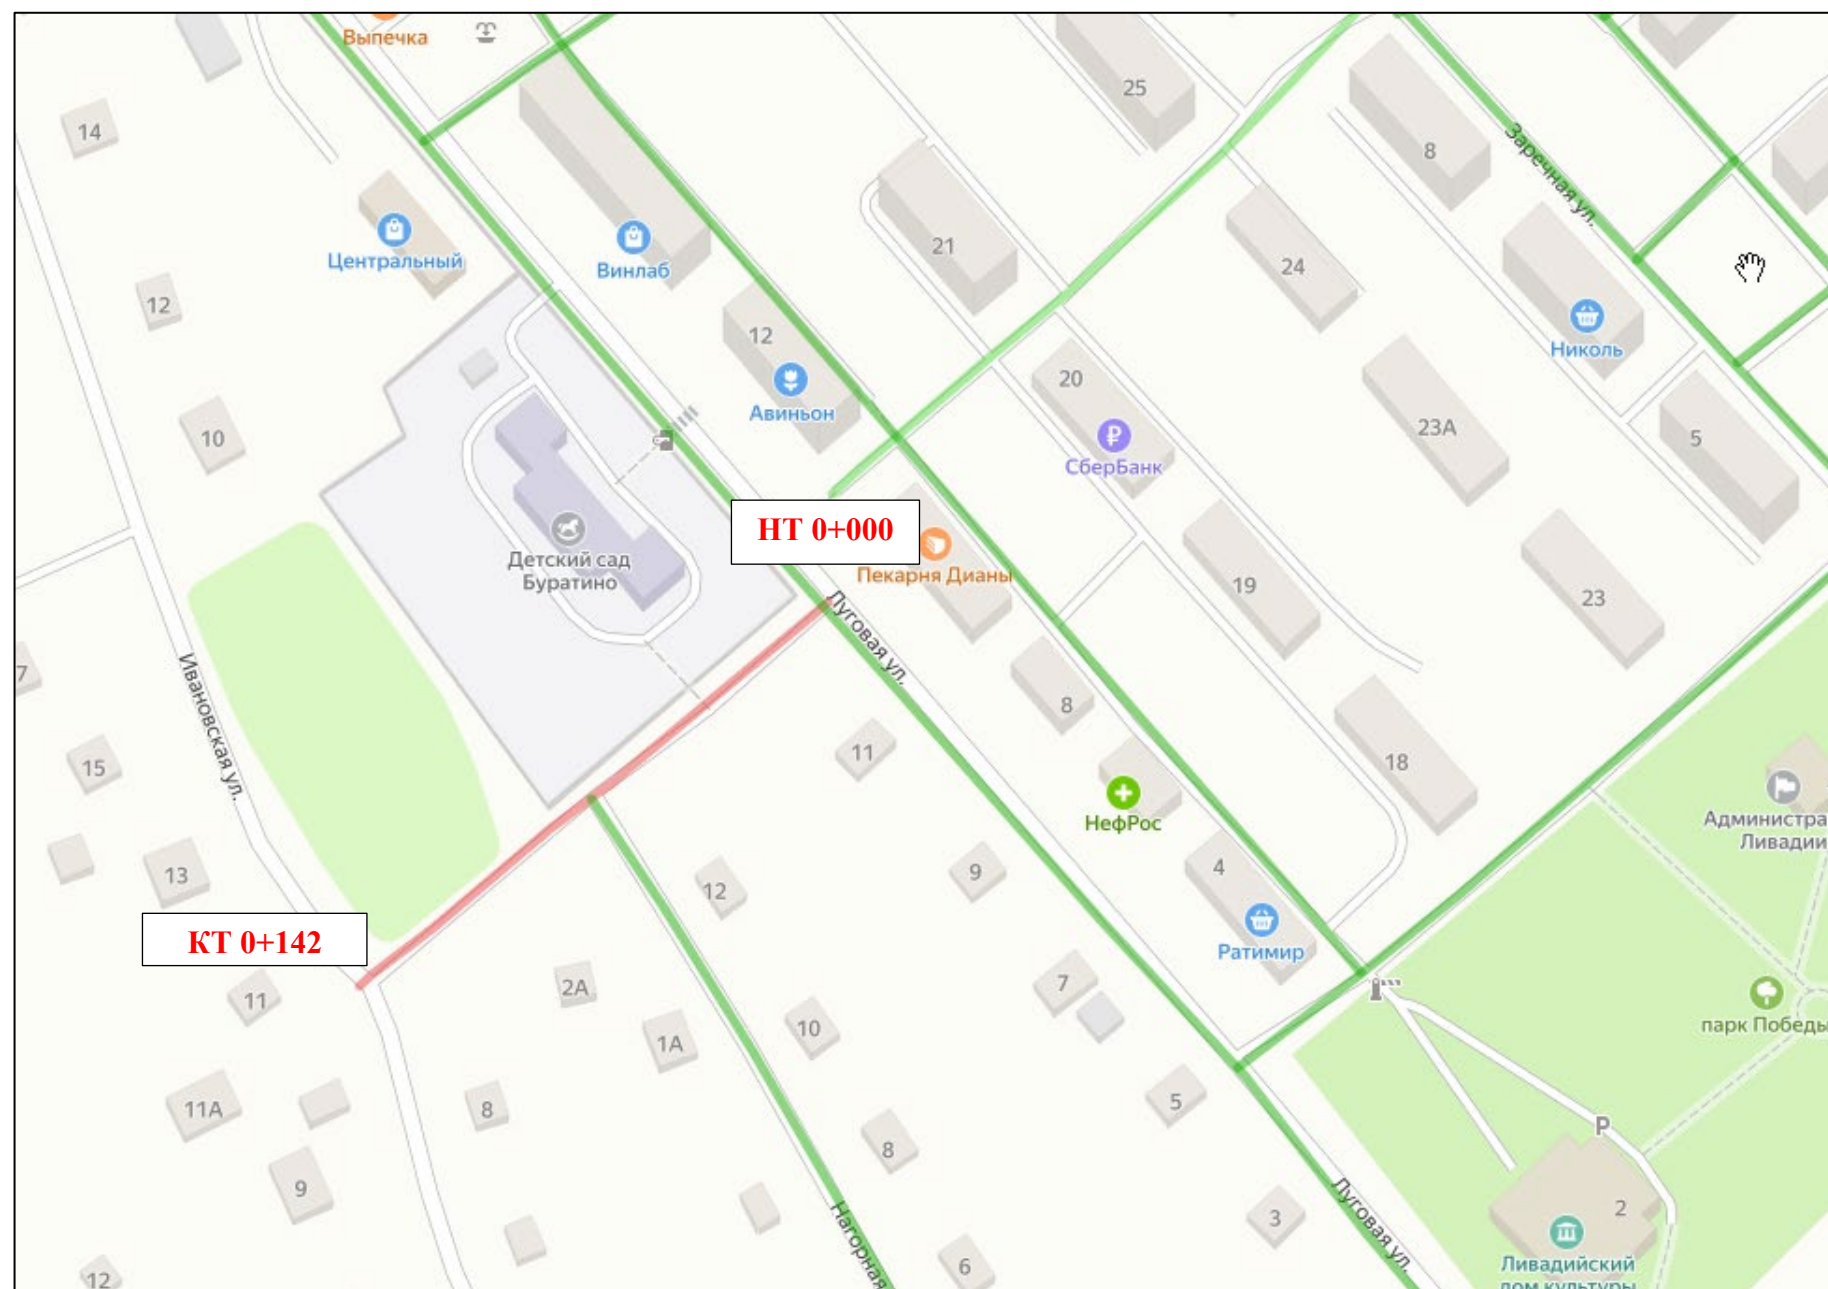 Выпечка
25
14
8
Заречная ул.
Центральный
Винлаб
21
24
12
12
Николь
Авиньон
20
10
23А
5
СберБанк
НТ 0+000
Детский сад
Буратино
Пекарня Дианы
19
23
Луговая ул.
7
Ивановская ул.
8
11
15
18
НефРос
Администра
Ливадии
13
12
9
4
КТ 0+142
Ратимир
11
2А
7
10
1А
парк Победы
11А
8
5
P
8
9
Нагорная
Луговая ул.
3
2
12
6
Ливадийский
дом культуры